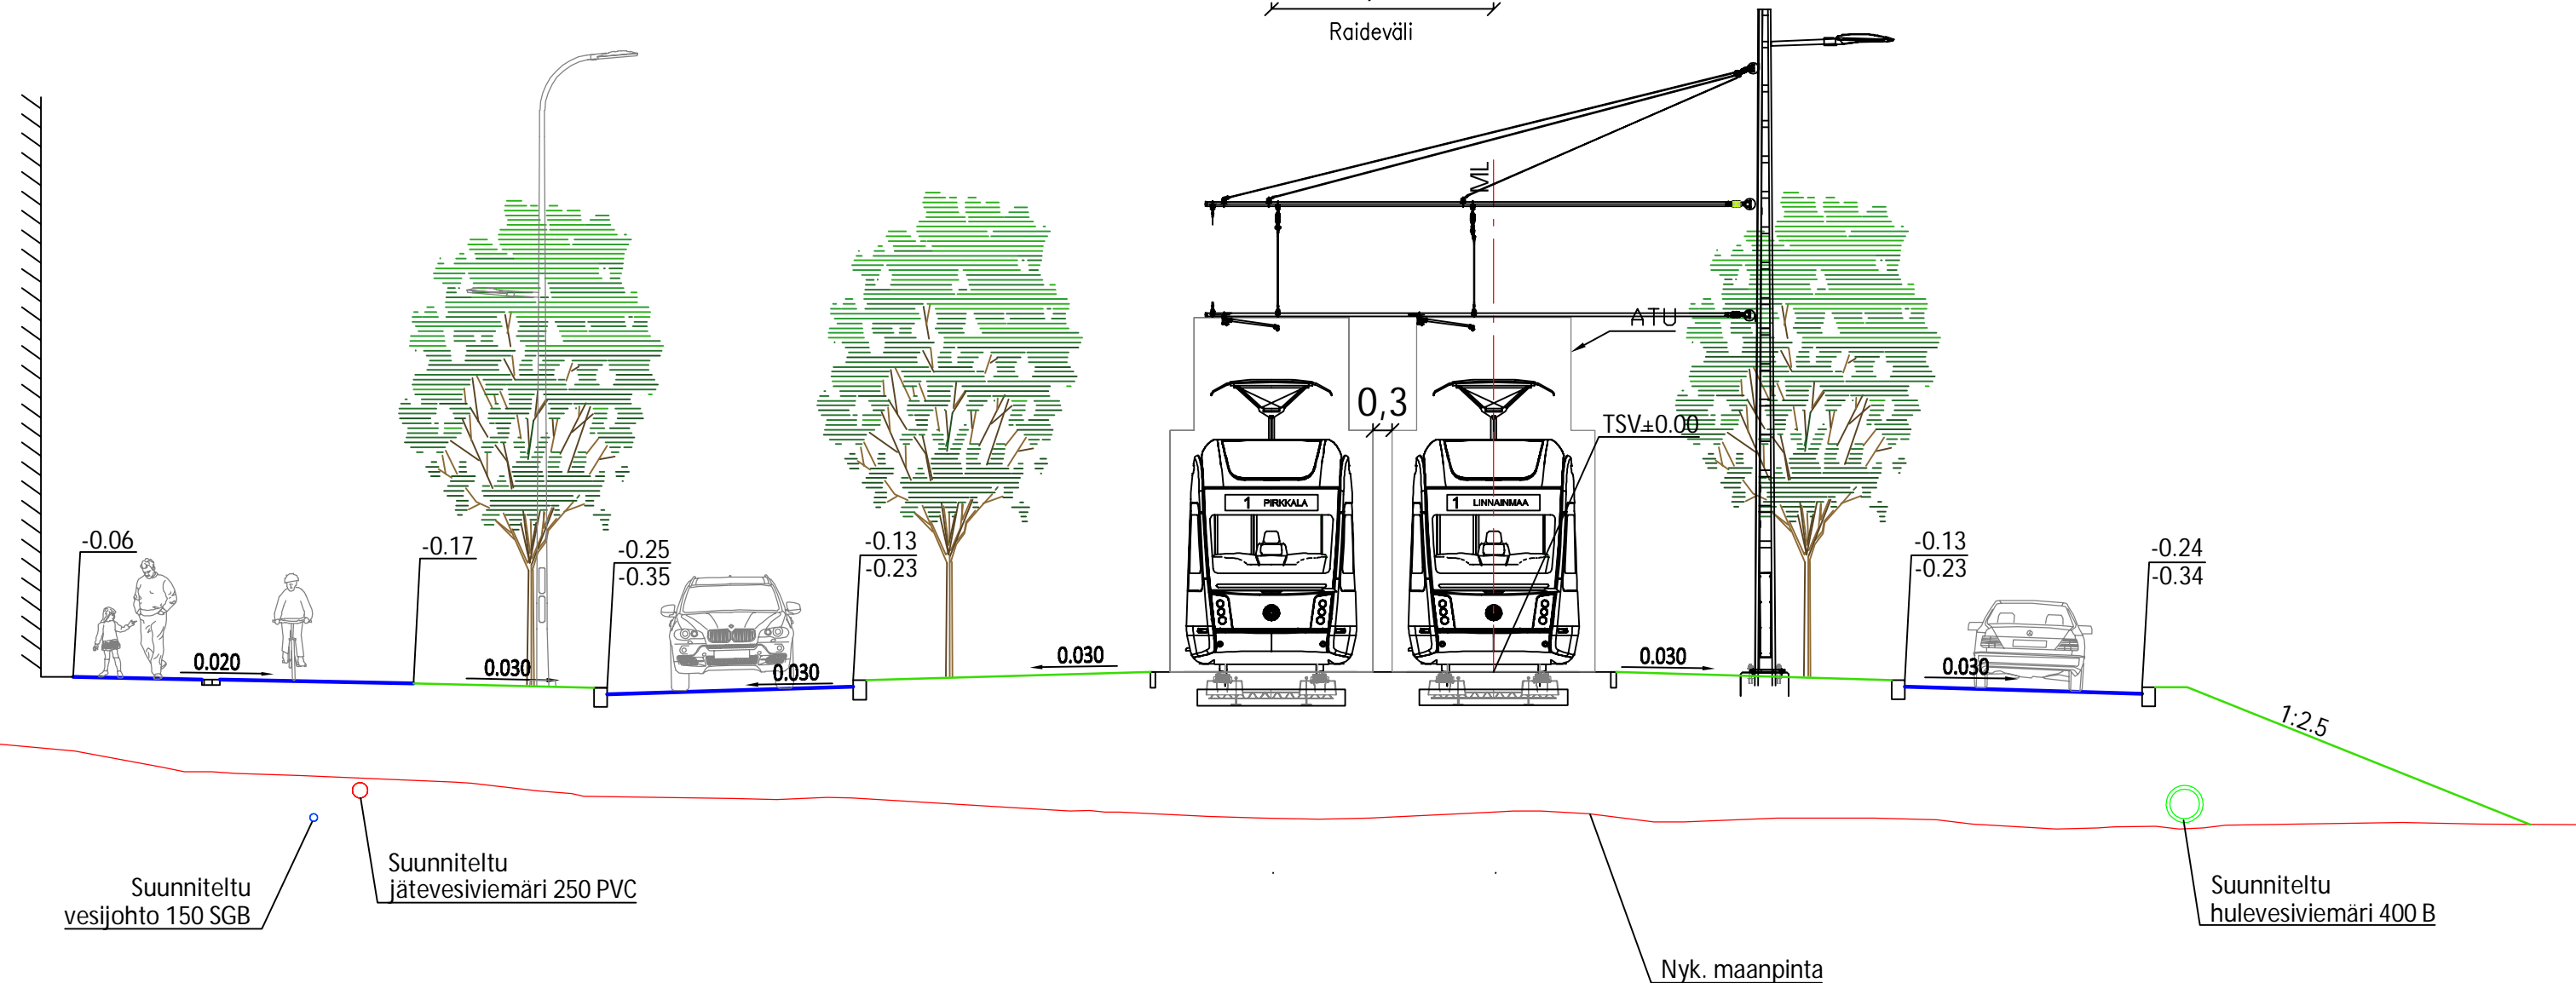 Raideväli
ML
ATU
0,3
TSV±0.00
1 PIRKKALA
1 LINNAINMAA
-0.06
-0.17
-0.25
-0.35
-0.13
-0.23
-0.13
-0.23
-0.24
-0.34
0.020
0.030
0.030
0.030
0.030
0.030
1:2.5
Suunniteltu
vesijohto 150 SGB
Suunniteltu
jätevesiviemäri 250 PVC
Suunniteltu
hulevesiviemäri 400 B
Nyk. maanpinta